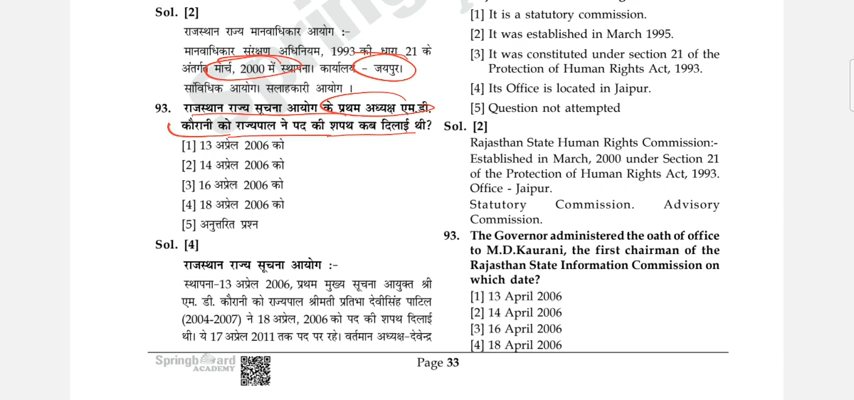 Sol. [2]
राजस्थान राज्य मानवाधिकार आयोग :-
मानवाधिकार संरक्षण अधिनियम, 1993 की धारा 21 के
अंतर्गत मार्च, 2000 में स्थापना। कार्यालय - जयपुर।
सांविधिक आयोग। सलाहकारी आयोग ।
93. राजस्थान राज्य सूचना आयोग के प्रथम अध्यक्ष एम.डी.
कौरानी को राज्यपाल ने पद की शपथ कब दिलाई थी?
[1] 13 अप्रेल 2006 को
[2] 14 अप्रेल 2006 को
[3] 16 अप्रेल 2006 को
[4] 18 अप्रेल 2006 को
[5] अनुत्तरित प्रश्न
Sol. [4]
राजस्थान राज्य सूचना आयोग :-
स्थापना-13 अप्रेल 2006, प्रथम मुख्य सूचना आयुक्त श्री
एम. डी. कौरानी को राज्यपाल श्रीमती प्रतिभा देवीसिंह पाटिल
(2004-2007) ने 18 अप्रेल, 2006 को पद की शपथ दिलाई
थी। ये 17 अप्रेल 2011 तक पद पर रहे। वर्तमान अध्यक्ष-देवेन्द्र
[1] It is a statutory commission.
[2] It was established in March 1995.
[3] It was constituted under section 21 of the
Protection of Human Rights Act, 1993.
[4] Its Office is located in Jaipur.
[5] Question not attempted
Sol. [2]
Rajasthan State Human Rights Commission:-
Established in March, 2000 under Section 21
of the Protection of Human Rights Act, 1993.
Office - Jaipur.
Statutory Commission. Advisory
Commission.
93. The Governor administered the oath of office
to M.D.Kaurani, the first chairman of the
Rajasthan State Information Commission on
which date?
[1] 13 April 2006
[2] 14 April 2006
[3] 16 April 2006
[4] 18 April 2006
Springboard
ACADEMY
Page 33